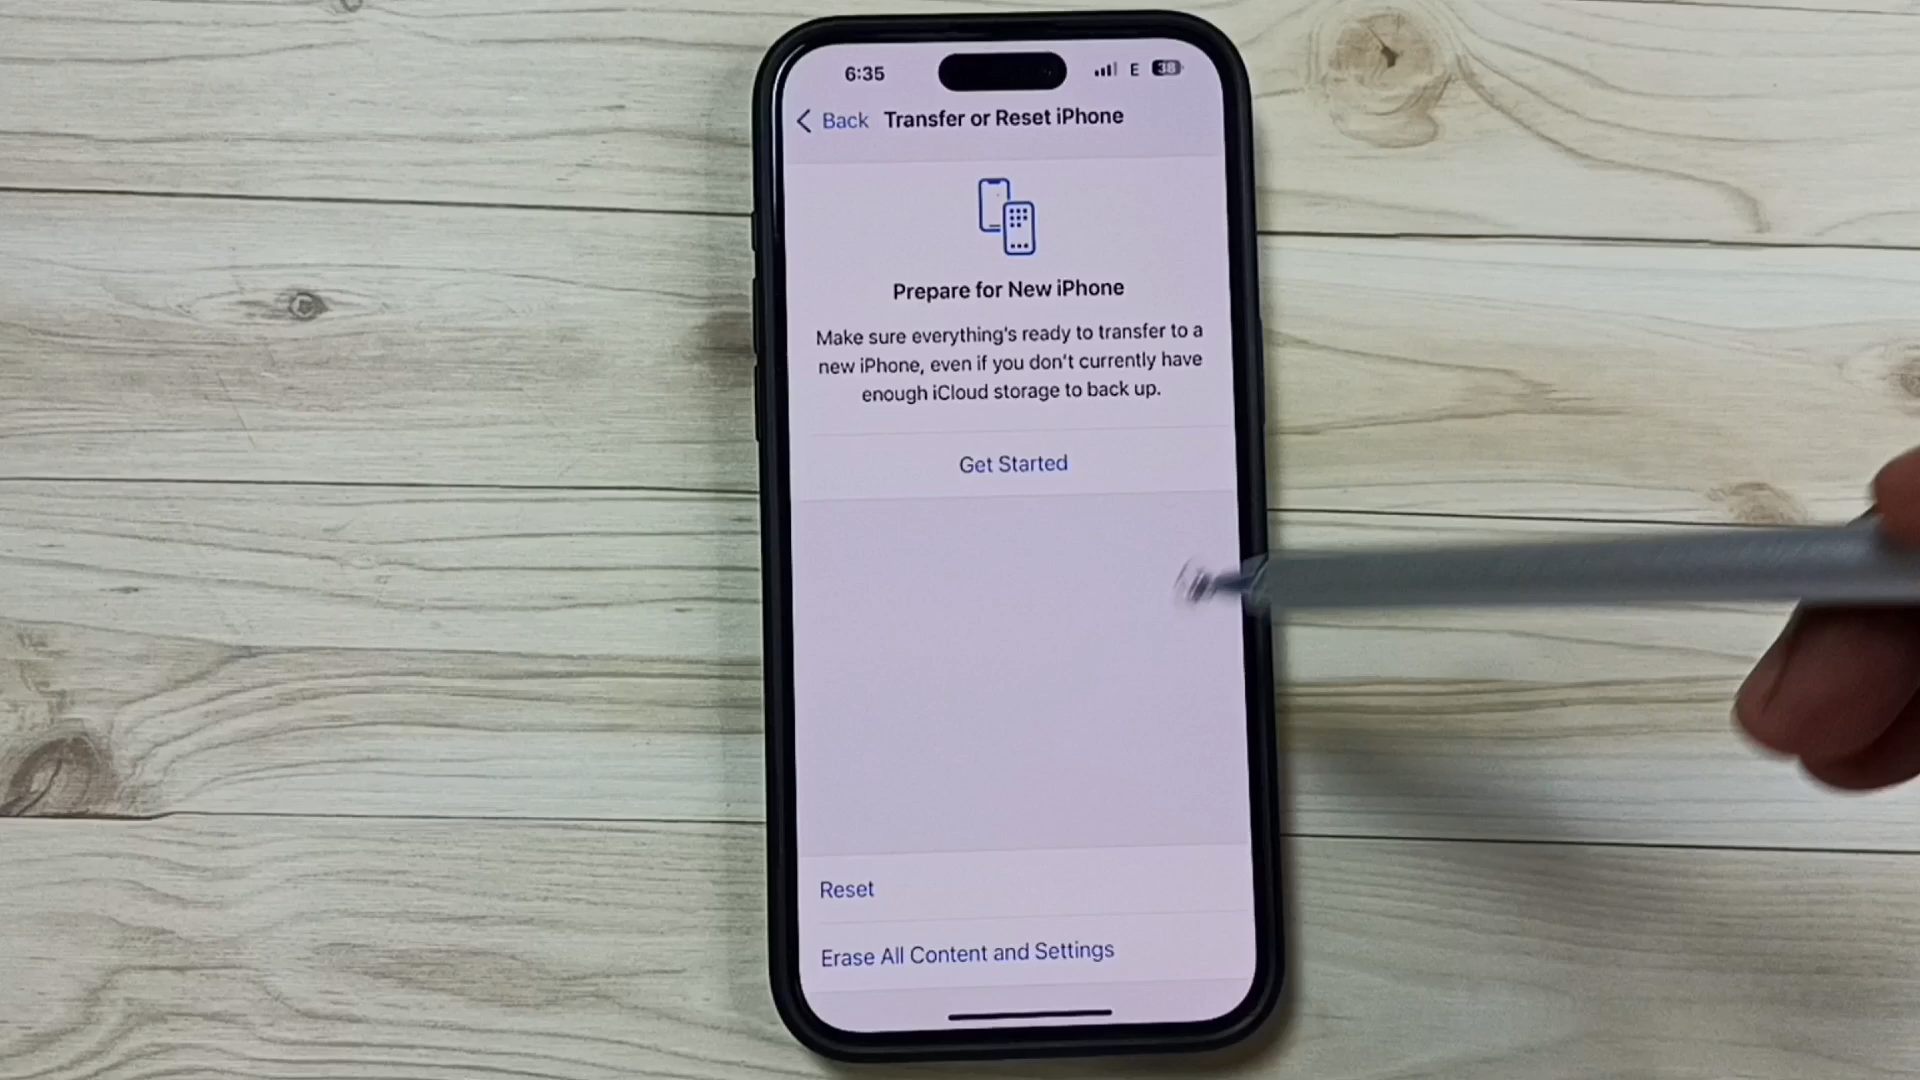 6:35 E 38
Back Transfer or Reset iPhone
Prepare for New iPhone
Make sure everything's ready to transfer to a
new iPhone, even if you don't currently have
enough iCloud storage to back up.
Get Started
Reset
Erase All Content and Settings